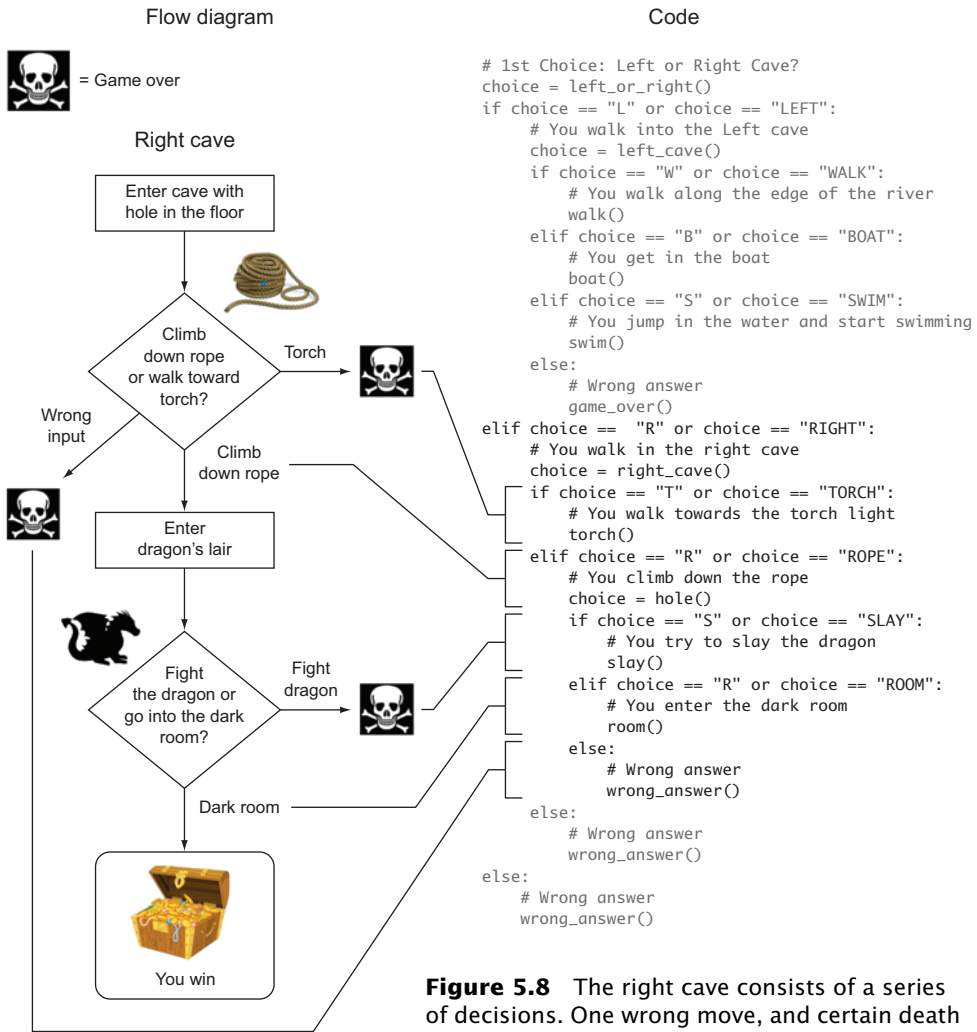 Flow diagram
= Game over
Right cave
Enter cave with
hole in the floor
Climb
down rope
or walk toward
torch?
Torch
Wrong
input
Climb
down rope
Enter
dragon's lair
Fight
the dragon or
go into the dark
room?
Fight
dragon
Dark room
You win
Code
# 1st Choice: Left or Right Cave?
choice = left_or_right()
if choice == "L" or choice == "LEFT":
    # You walk into the Left cave
    choice = left_cave()
    if choice == "W" or choice == "WALK":
        # You walk along the edge of the river
        walk()
    elif choice == "B" or choice == "BOAT":
        # You get in the boat
        boat()
    elif choice == "S" or choice == "SWIM":
        # You jump in the water and start swimming
        swim()
    else:
        # Wrong answer
        game_over()
elif choice ==  "R" or choice == "RIGHT":
    # You walk in the right cave
    choice = right_cave()
    if choice == "T" or choice == "TORCH":
        # You walk towards the torch light
        torch()
    elif choice == "R" or choice == "ROPE":
        # You climb down the rope
        choice = hole()
        if choice == "S" or choice == "SLAY":
            # You try to slay the dragon
            slay()
        elif choice == "R" or choice == "ROOM":
            # You enter the dark room
            room()
        else:
            # Wrong answer
            wrong_answer()
    else:
        # Wrong answer
        wrong_answer()
else:
    # Wrong answer
    wrong_answer()
Figure 5.8 The right cave consists of a series
of decisions. One wrong move, and certain death